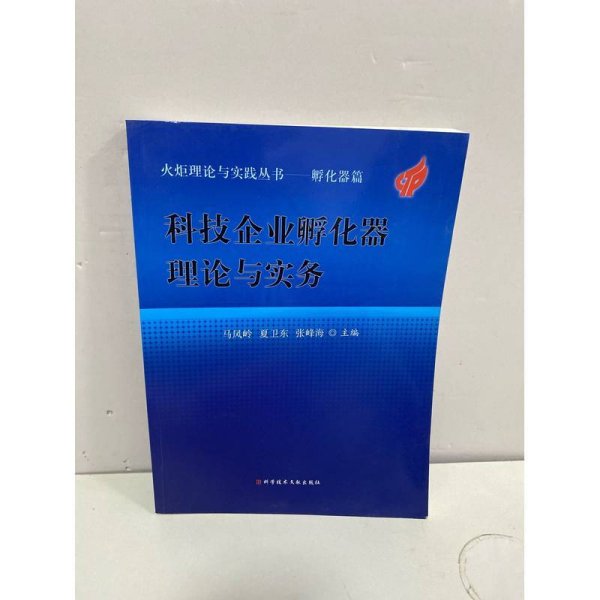 火炬理论与实践丛书——孵化器篇
科技企业孵化器
理论与实务
马凤岭 夏卫东 张峰海 ◎ 主编
科学技术文献出版社